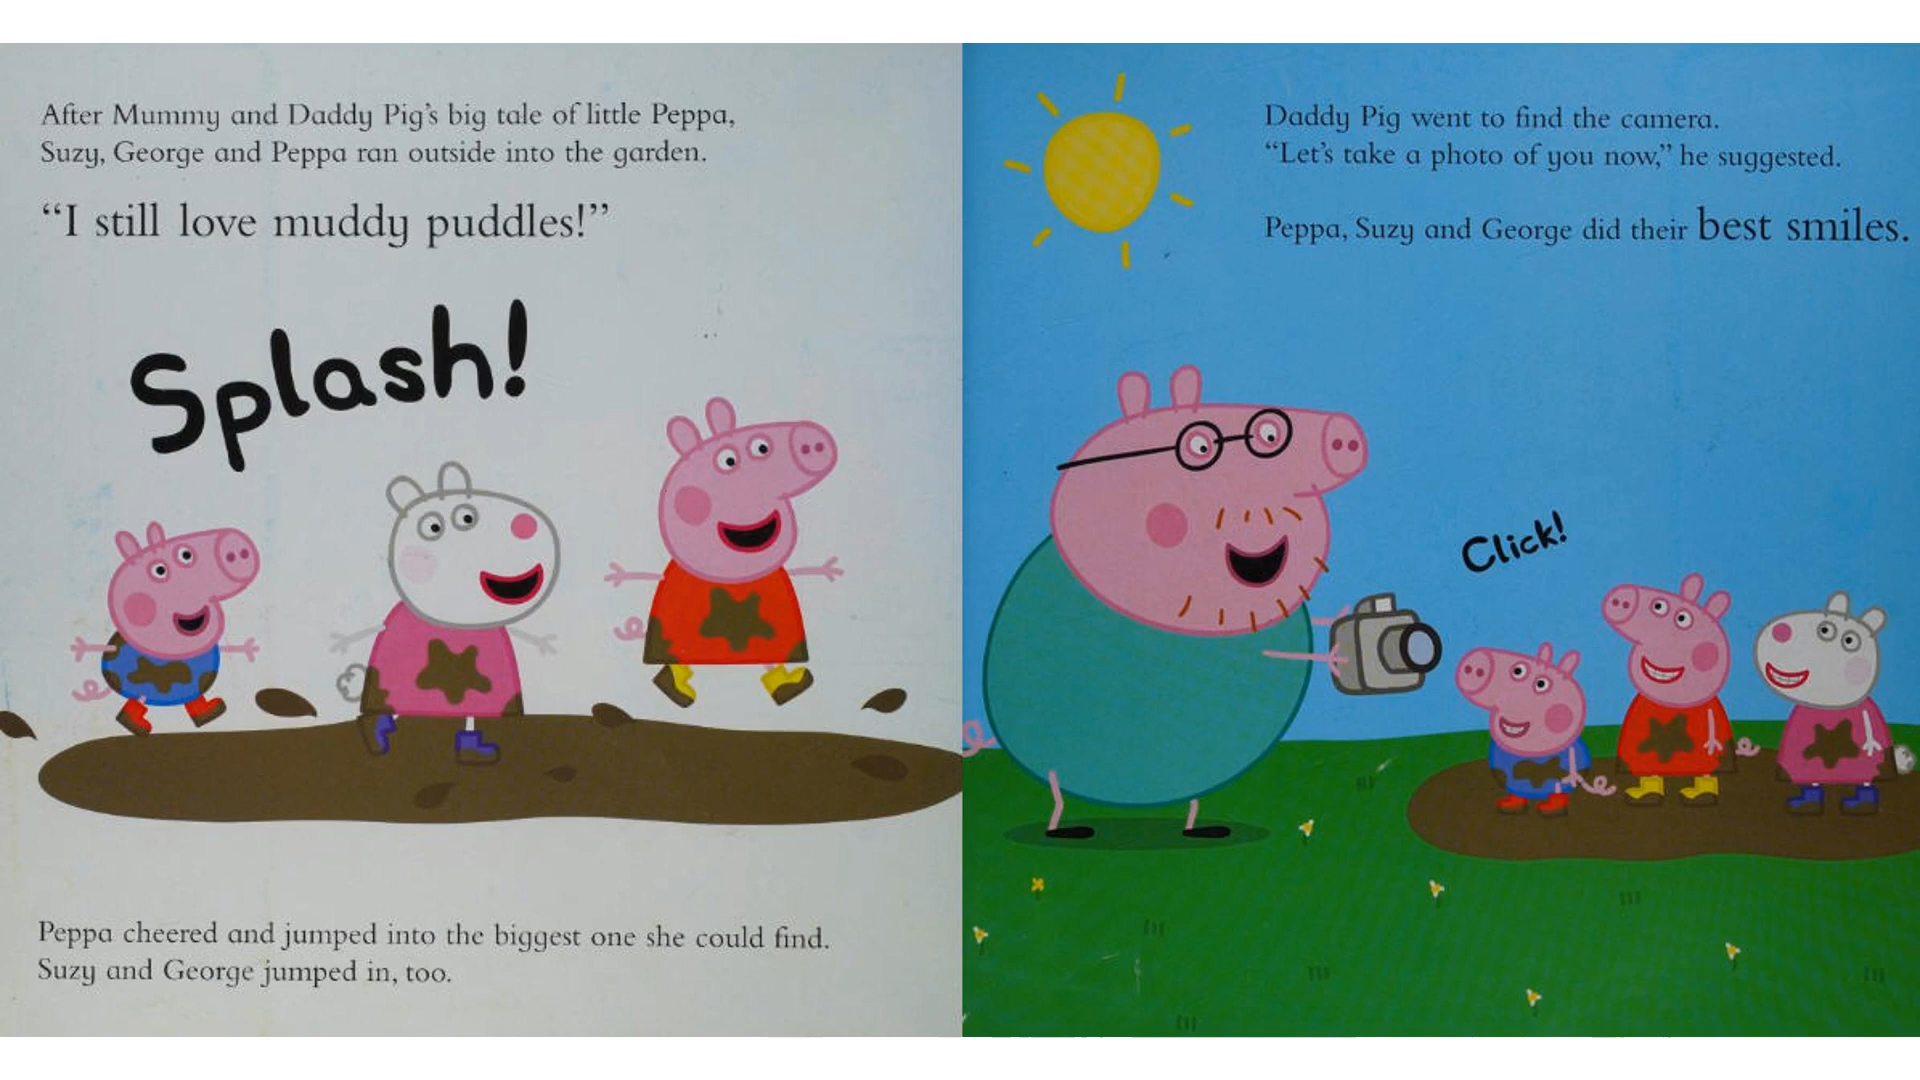 After Mummy and Daddy Pig's big tale of little Peppa,
Suzy, George and Peppa ran outside into the garden.
“I still love muddy puddles!”
Splash!
Peppa cheered and jumped into the biggest one she could find.
Suzy and George jumped in, too.
Daddy Pig went to find the camera.
“Let's take a photo of you now,” he suggested.
Peppa, Suzy and George did their best smiles.
Click!